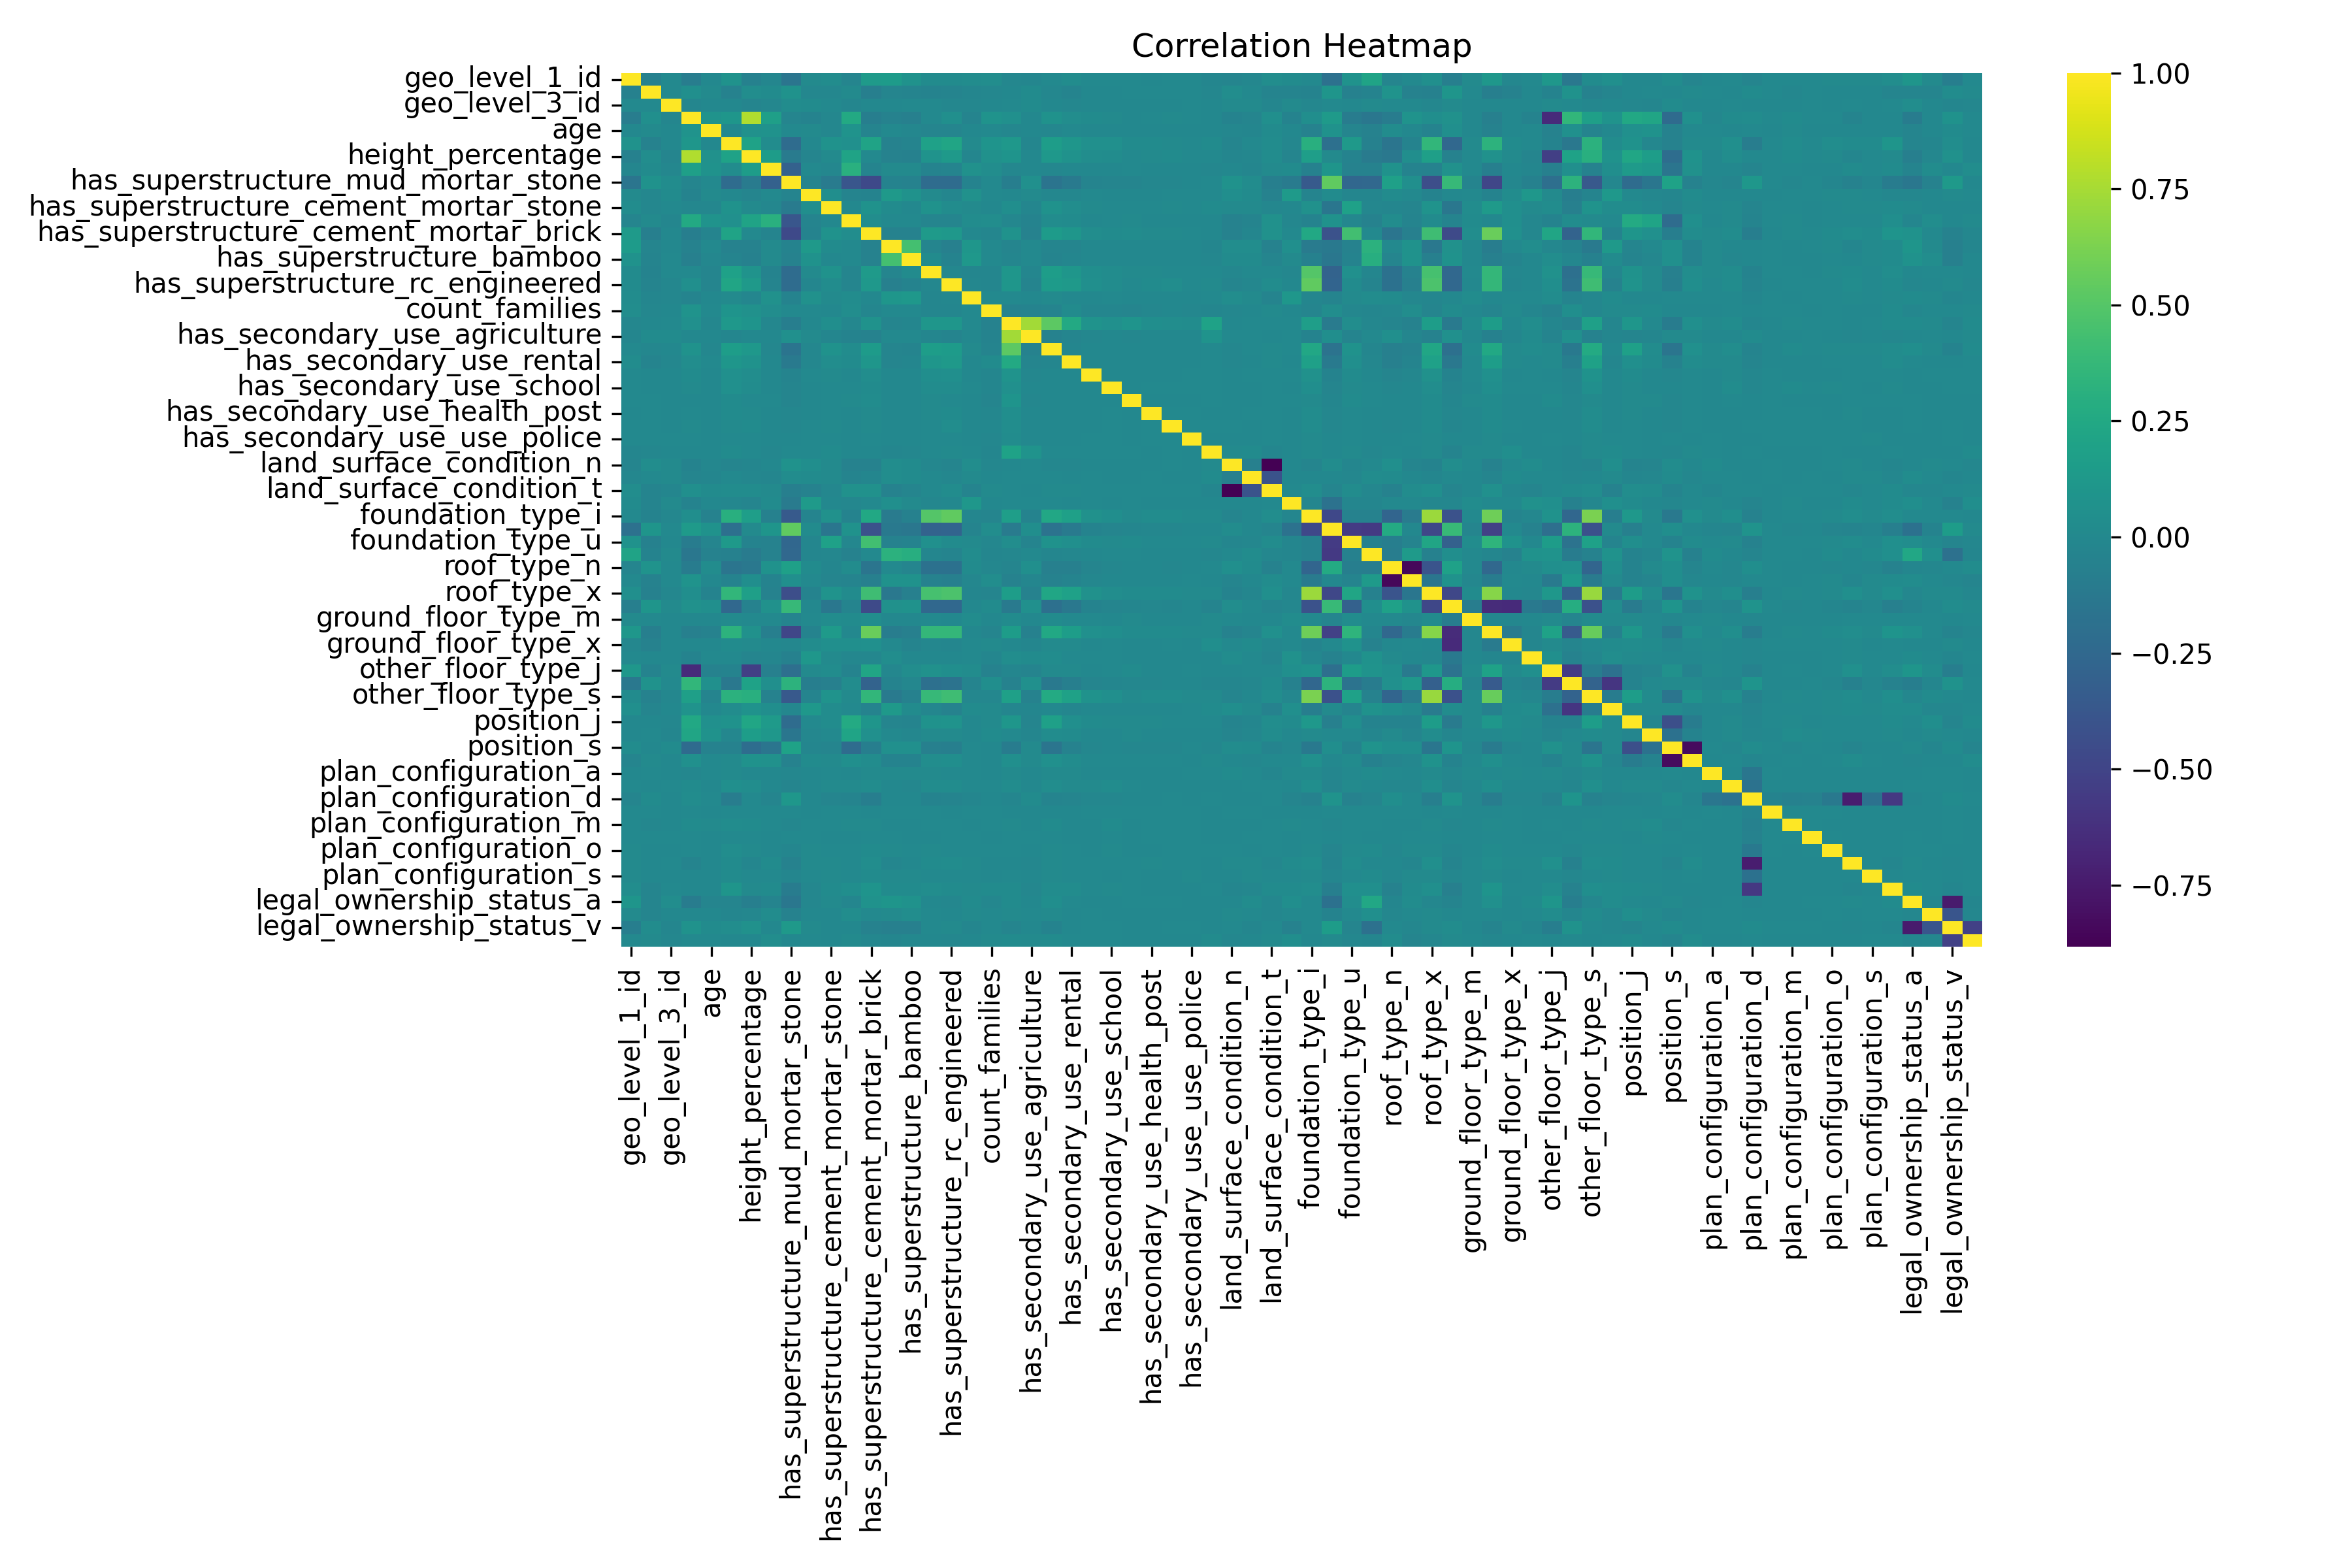 Correlation Heatmap
geo_level_1_id
geo_level_3_id
age
height_percentage
has_superstructure_mud_mortar_stone
has_superstructure_cement_mortar_stone
has_superstructure_cement_mortar_brick
has_superstructure_bamboo
has_superstructure_rc_engineered
count_families
has_secondary_use_agriculture
has_secondary_use_rental
has_secondary_use_school
has_secondary_use_health_post
has_secondary_use_use_police
land_surface_condition_n
land_surface_condition_t
foundation_type_i
foundation_type_u
roof_type_n
roof_type_x
ground_floor_type_m
ground_floor_type_x
other_floor_type_j
other_floor_type_s
position_j
position_s
plan_configuration_a
plan_configuration_d
plan_configuration_m
plan_configuration_o
plan_configuration_s
legal_ownership_status_a
legal_ownership_status_v
geo_level_1_id
geo_level_3_id
age
height_percentage
has_superstructure_mud_mortar_stone
has_superstructure_cement_mortar_stone
has_superstructure_cement_mortar_brick
has_superstructure_bamboo
has_superstructure_rc_engineered
count_families
has_secondary_use_agriculture
has_secondary_use_rental
has_secondary_use_school
has_secondary_use_health_post
has_secondary_use_use_police
land_surface_condition_n
land_surface_condition_t
foundation_type_i
foundation_type_u
roof_type_n
roof_type_x
ground_floor_type_m
ground_floor_type_x
other_floor_type_j
other_floor_type_s
position_j
position_s
plan_configuration_a
plan_configuration_d
plan_configuration_m
plan_configuration_o
plan_configuration_s
legal_ownership_status_a
legal_ownership_status_v
1.00
0.75
0.50
0.25
0.00
−0.25
−0.50
−0.75